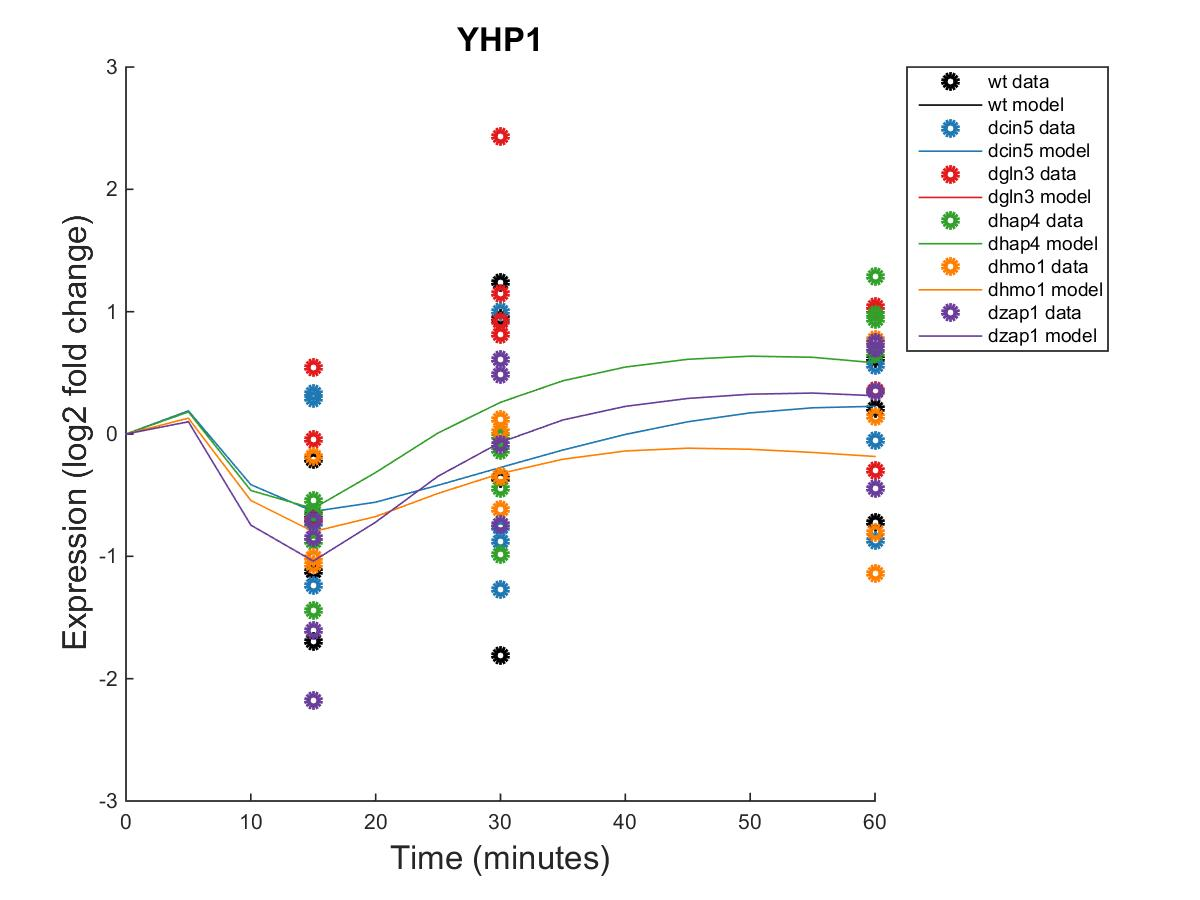 YHP1
3
2
1
0
-1
-2
-3
0 10 20 30 40 50 60
Time (minutes)
Expression (log2 fold change)
wt data
wt model
dcin5 data
dcin5 model
dgln3 data
dgln3 model
dhap4 data
dhap4 model
dhmo1 data
dhmo1 model
dzap1 data
dzap1 model